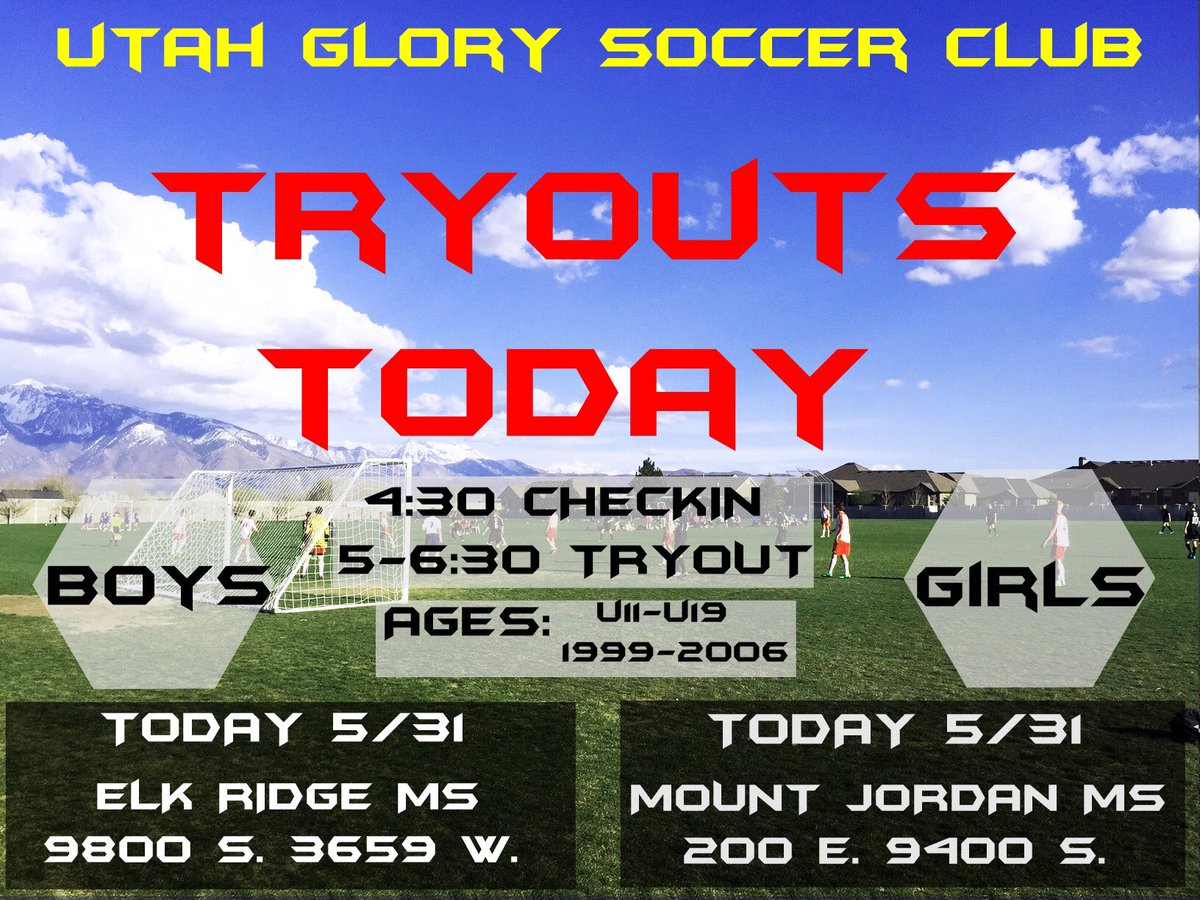 UTAH GLORY SOCCER CLUB
TRYOUTS
TODAY
4:30 CHECKIN
5-6:30 TRYOUT
AGES: U11-U19
1999-2006
BOYS
TODAY 5/31
ELK RIDGE MS
9800 S. 3659 W.
GIRLS
TODAY 5/31
MOUNT JORDAN MS
200 E. 9400 S.